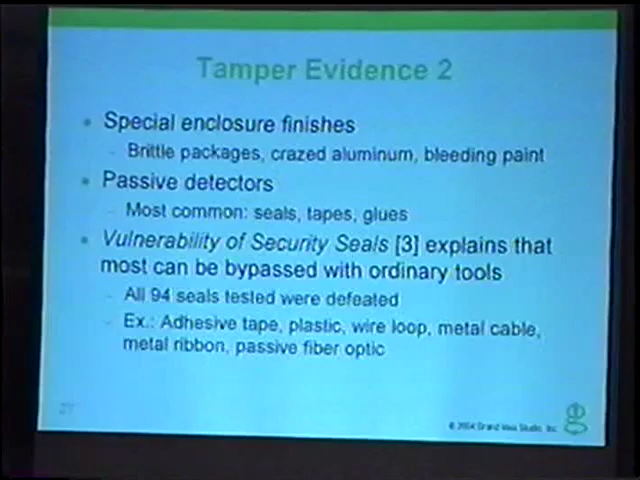 Tamper Evidence 2
• Special enclosure finishes
– Brittle packages, crazed aluminum, bleeding paint
• Passive detectors
– Most common: seals, tapes, glues
• Vulnerability of Security Seals [3] explains that
most can be bypassed with ordinary tools
– All 94 seals tested were defeated
– Ex.: Adhesive tape, plastic, wire loop, metal cable,
metal ribbon, passive fiber optic
© 2004 Grand Idea Studio, Inc.